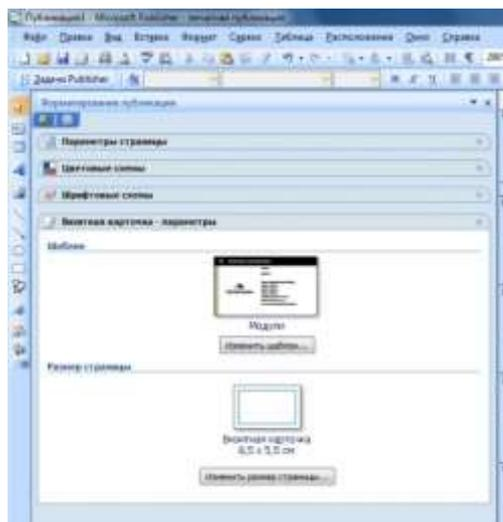 Публикация1 - Microsoft Publisher - печатная публикация
Файл Правка Вид Вставка Формат Сервис Таблица Расположение Окно Справка
Задачи Publisher
Форматирование публикации
Параметры страницы
Цветовые схемы
Шрифтовые схемы
Визитная карточка - параметры
Шаблон
Модули
Изменить шаблон...
Размер страницы
Визитная карточка
8,5 x 5,5 см
Изменить размер страницы...